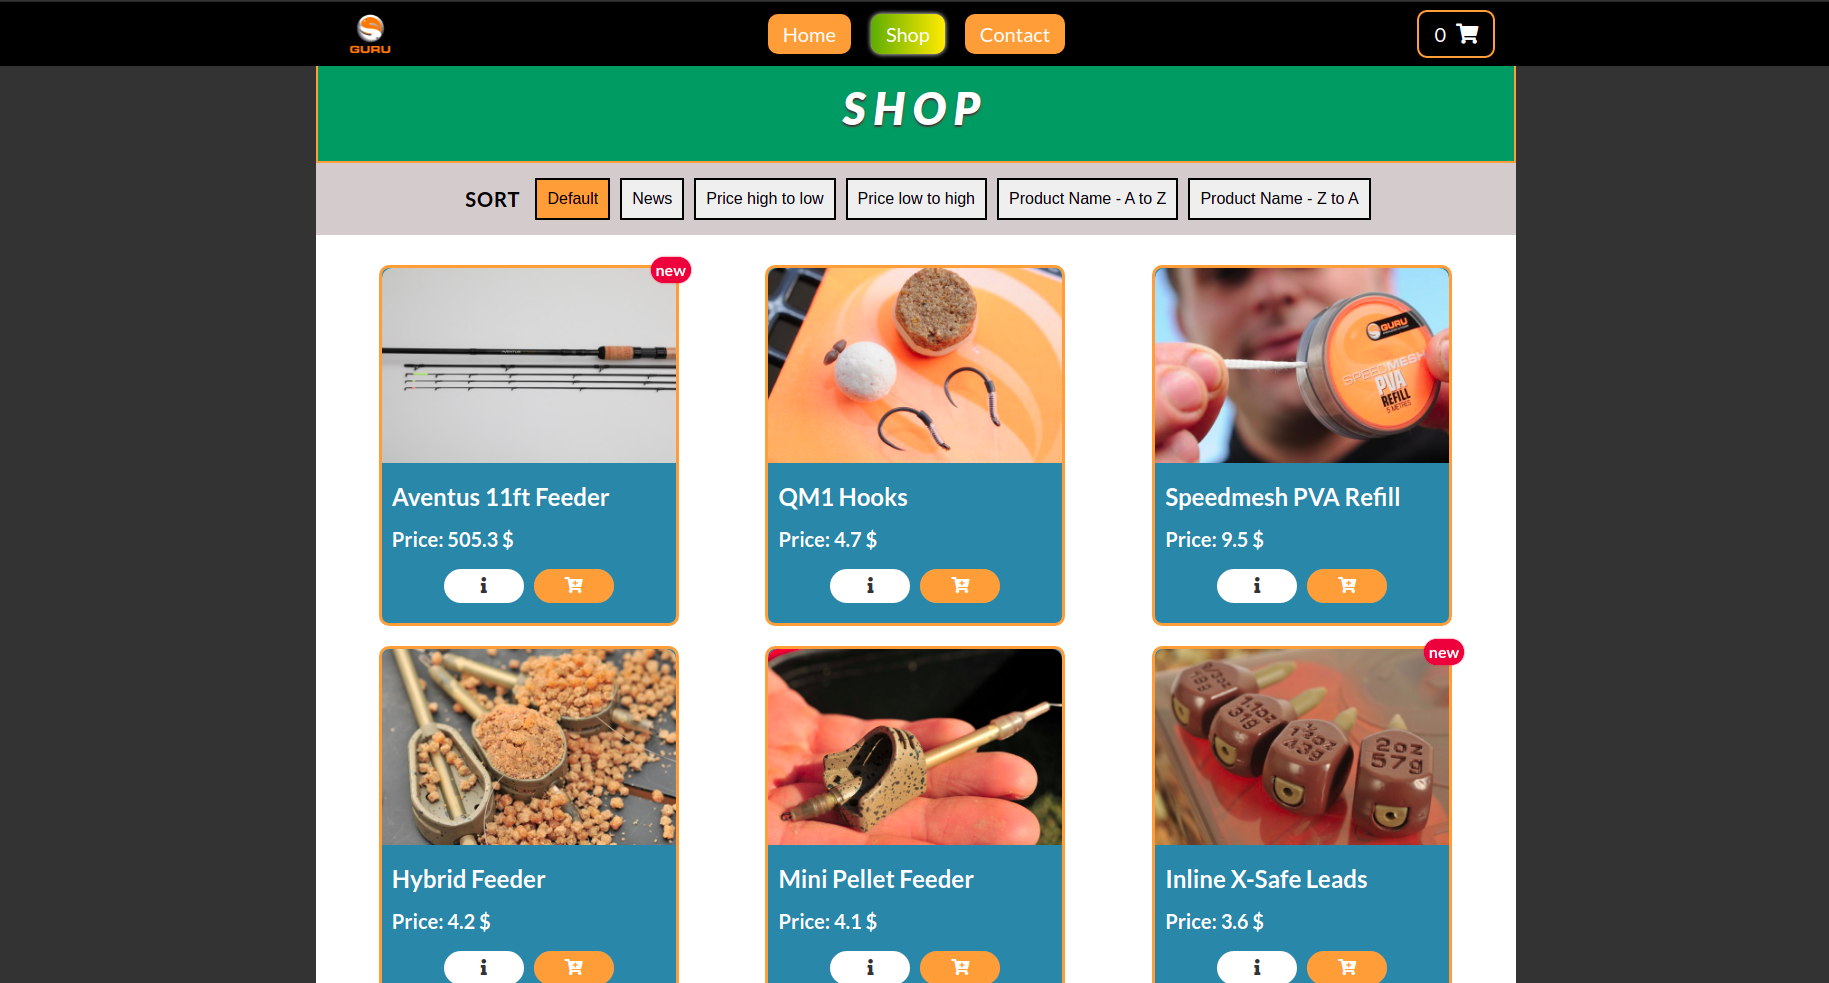 GURU
Home
Shop
Contact
0
SHOP
SORT
Default
News
Price high to low
Price low to high
Product Name - A to Z
Product Name - Z to A
new
GURU
SPEEDMESH
PVA
REFILL
5 METRES
Aventus 11ft Feeder
Price: 505.3 $
QM1 Hooks
Price: 4.7 $
Speedmesh PVA Refill
Price: 9.5 $
new
1.1oz
31g
2oz
57g
Hybrid Feeder
Price: 4.2 $
Mini Pellet Feeder
Price: 4.1 $
Inline X-Safe Leads
Price: 3.6 $